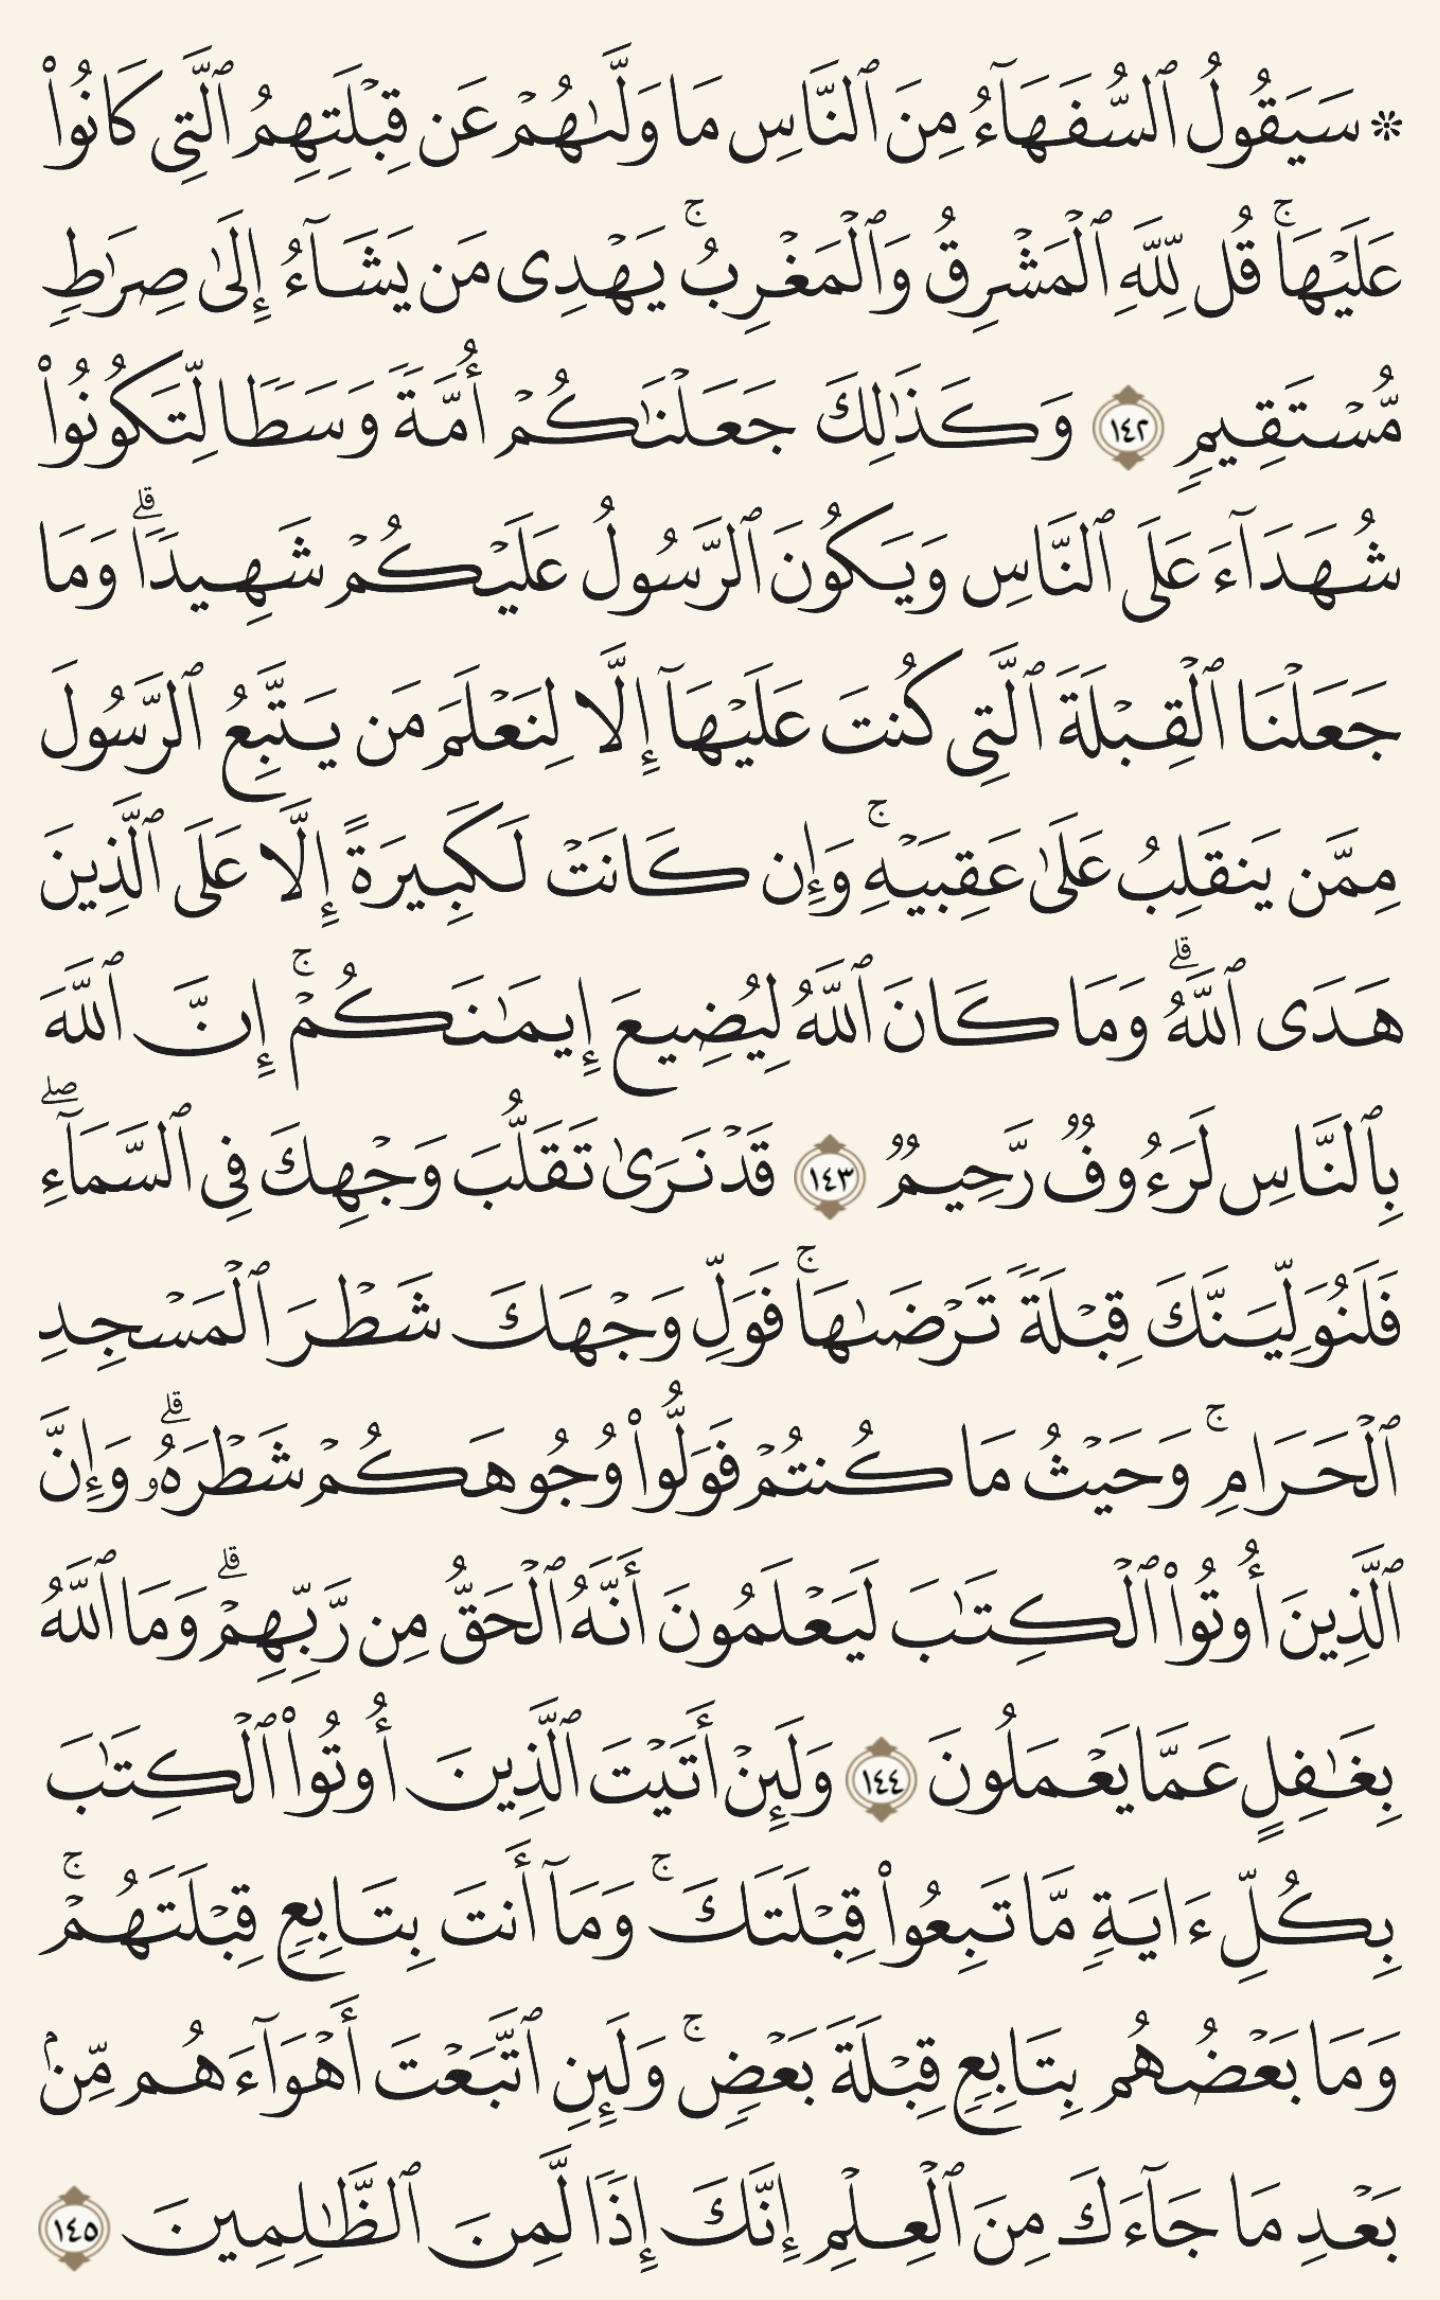 ۞ سَيَقُولُ ٱلسُّفَهَآءُ مِنَ ٱلنَّاسِ مَا وَلَّىٰهُمۡ عَن قِبۡلَتِهِمُ ٱلَّتِي كَانُواْ
عَلَيۡهَاۚ قُل لِّلَّهِ ٱلۡمَشۡرِقُ وَٱلۡمَغۡرِبُۚ يَهۡدِي مَن يَشَآءُ إِلَىٰ صِرَٰطٖ
مُّسۡتَقِيمٖ ١٤٢ وَكَذَٰلِكَ جَعَلۡنَٰكُمۡ أُمَّةٗ وَسَطٗا لِّتَكُونُواْ
شُهَدَآءَ عَلَى ٱلنَّاسِ وَيَكُونَ ٱلرَّسُولُ عَلَيۡكُمۡ شَهِيدٗاۗ وَمَا
جَعَلۡنَا ٱلۡقِبۡلَةَ ٱلَّتِي كُنتَ عَلَيۡهَآ إِلَّا لِنَعۡلَمَ مَن يَتَّبِعُ ٱلرَّسُولَ
مِمَّن يَنقَلِبُ عَلَىٰ عَقِبَيۡهِۚ وَإِن كَانَتۡ لَكَبِيرَةً إِلَّا عَلَى ٱلَّذِينَ
هَدَى ٱللَّهُۗ وَمَا كَانَ ٱللَّهُ لِيُضِيعَ إِيمَٰنَكُمۡۚ إِنَّ ٱللَّهَ
بِٱلنَّاسِ لَرَءُوفٞ رَّحِيمٞ ١٤٣ قَدۡ نَرَىٰ تَقَلُّبَ وَجۡهِكَ فِي ٱلسَّمَآءِۖ
فَلَنُوَلِّيَنَّكَ قِبۡلَةٗ تَرۡضَىٰهَاۚ فَوَلِّ وَجۡهَكَ شَطۡرَ ٱلۡمَسۡجِدِ
ٱلۡحَرَامِۚ وَحَيۡثُ مَا كُنتُمۡ فَوَلُّواْ وُجُوهَكُمۡ شَطۡرَهُۥۗ وَإِنَّ
ٱلَّذِينَ أُوتُواْ ٱلۡكِتَٰبَ لَيَعۡلَمُونَ أَنَّهُ ٱلۡحَقُّ مِن رَّبِّهِمۡۗ وَمَا ٱللَّهُ
بِغَٰفِلٍ عَمَّا يَعۡمَلُونَ ١٤٤ وَلَئِنۡ أَتَيۡتَ ٱلَّذِينَ أُوتُواْ ٱلۡكِتَٰبَ
بِكُلِّ ءَايَةٖ مَّا تَبِعُواْ قِبۡلَتَكَۚ وَمَآ أَنتَ بِتَابِعٖ قِبۡلَتَهُمۡۚ
وَمَا بَعۡضُهُم بِتَابِعٖ قِبۡلَةَ بَعۡضٖۚ وَلَئِنِ ٱتَّبَعۡتَ أَهۡوَآءَهُم مِّنۢ
بَعۡدِ مَا جَآءَكَ مِنَ ٱلۡعِلۡمِ إِنَّكَ إِذٗا لَّمِنَ ٱلظَّٰلِمِينَ ١٤٥